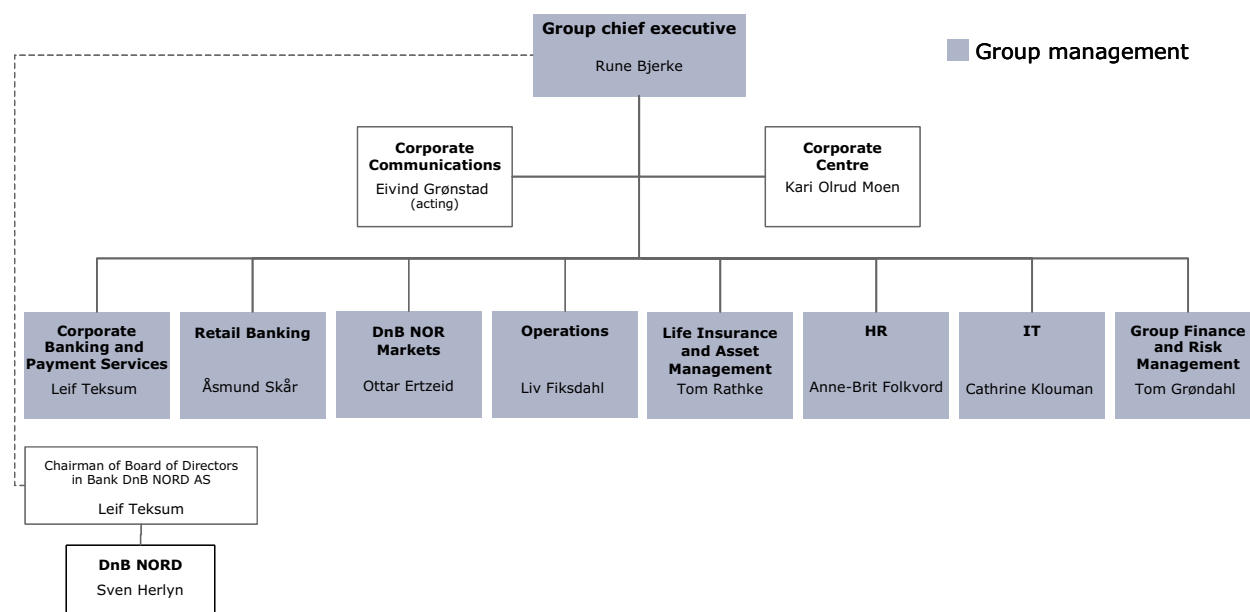 Group chief executive
Rune Bjerke
Group management
Corporate
Communications
Eivind Grønstad
(acting)
Corporate
Centre
Kari Olrud Moen
Corporate
Banking and
Payment Services
Leif Teksum
Retail Banking
Åsmund Skår
DnB NOR
Markets
Ottar Ertzeid
Operations
Liv Fiksdahl
Life Insurance
and Asset
Management
Tom Rathke
HR
Anne-Brit Folkvord
IT
Cathrine Klouman
Group Finance
and Risk
Management
Tom Grøndahl
Chairman of Board of Directors
in Bank DnB NORD AS
Leif Teksum
DnB NORD
Sven Herlyn